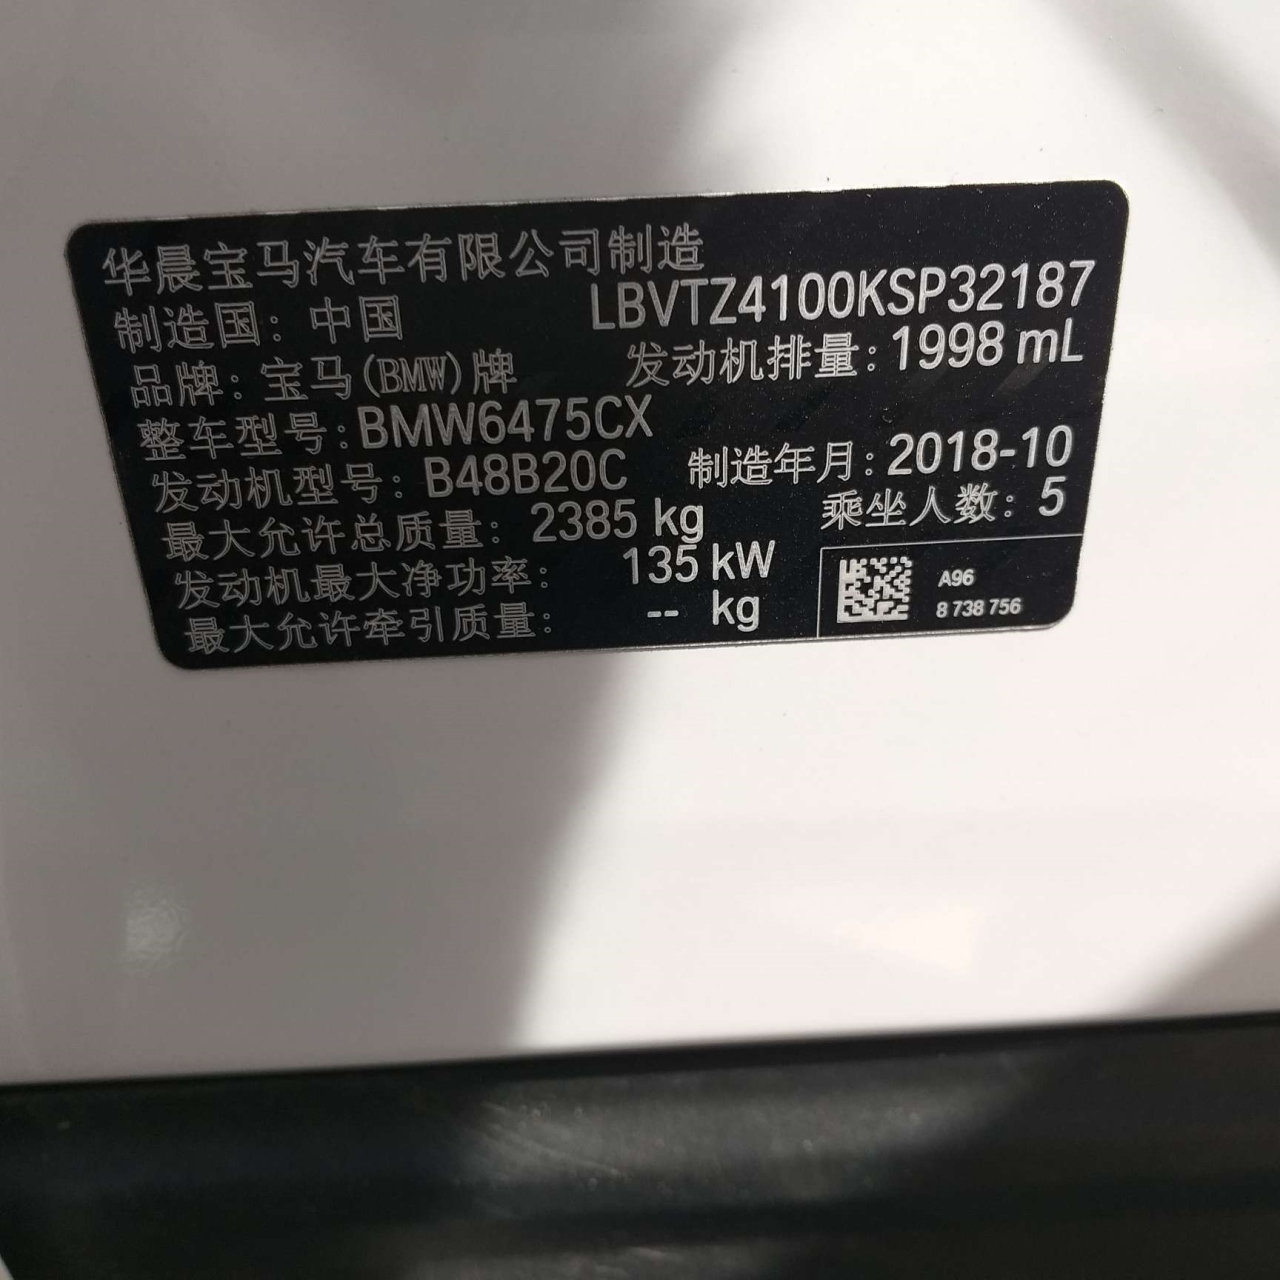 华晨宝马汽车有限公司制造
制造国：中国 LBVTZ4100KSP32187
品牌：宝马(BMW)牌 发动机排量：1998 mL
整车型号：BMW6475CX
发动机型号：B48B20C 制造年月：2018-10
最大允许总质量：2385 kg 乘坐人数：5
发动机最大净功率：135 kW
最大允许牵引质量：-- kg
A96
8 738 756